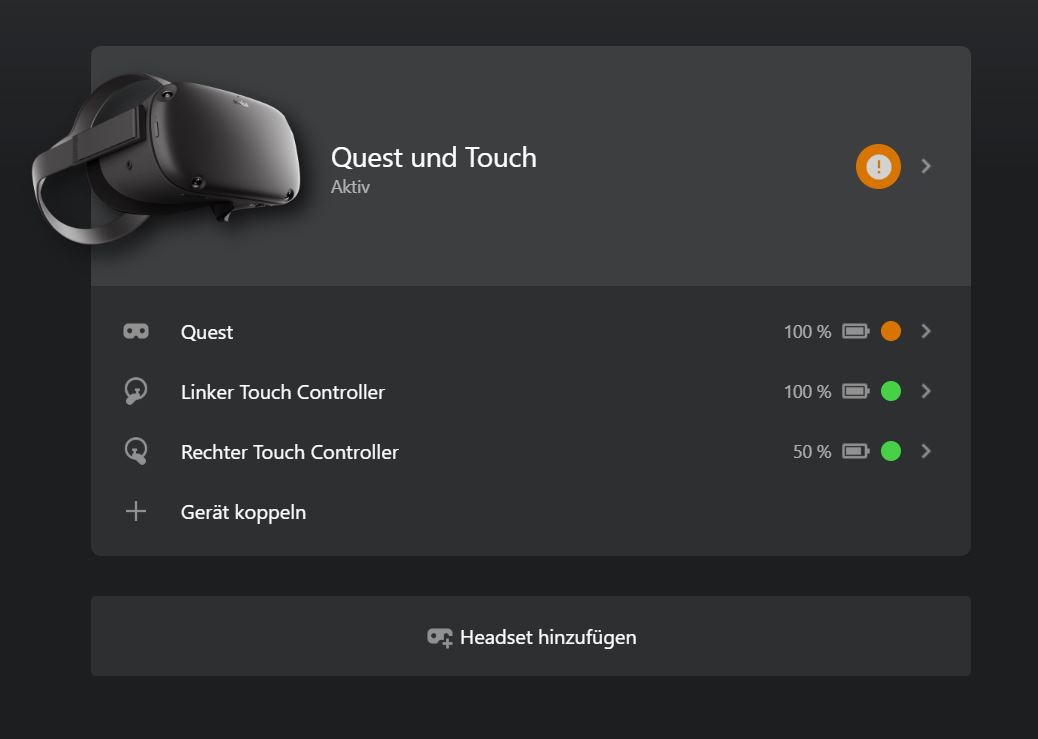 Quest und Touch
Aktiv
Quest 100 %
Linker Touch Controller 100 %
Rechter Touch Controller 50 %
Gerät koppeln
Headset hinzufügen